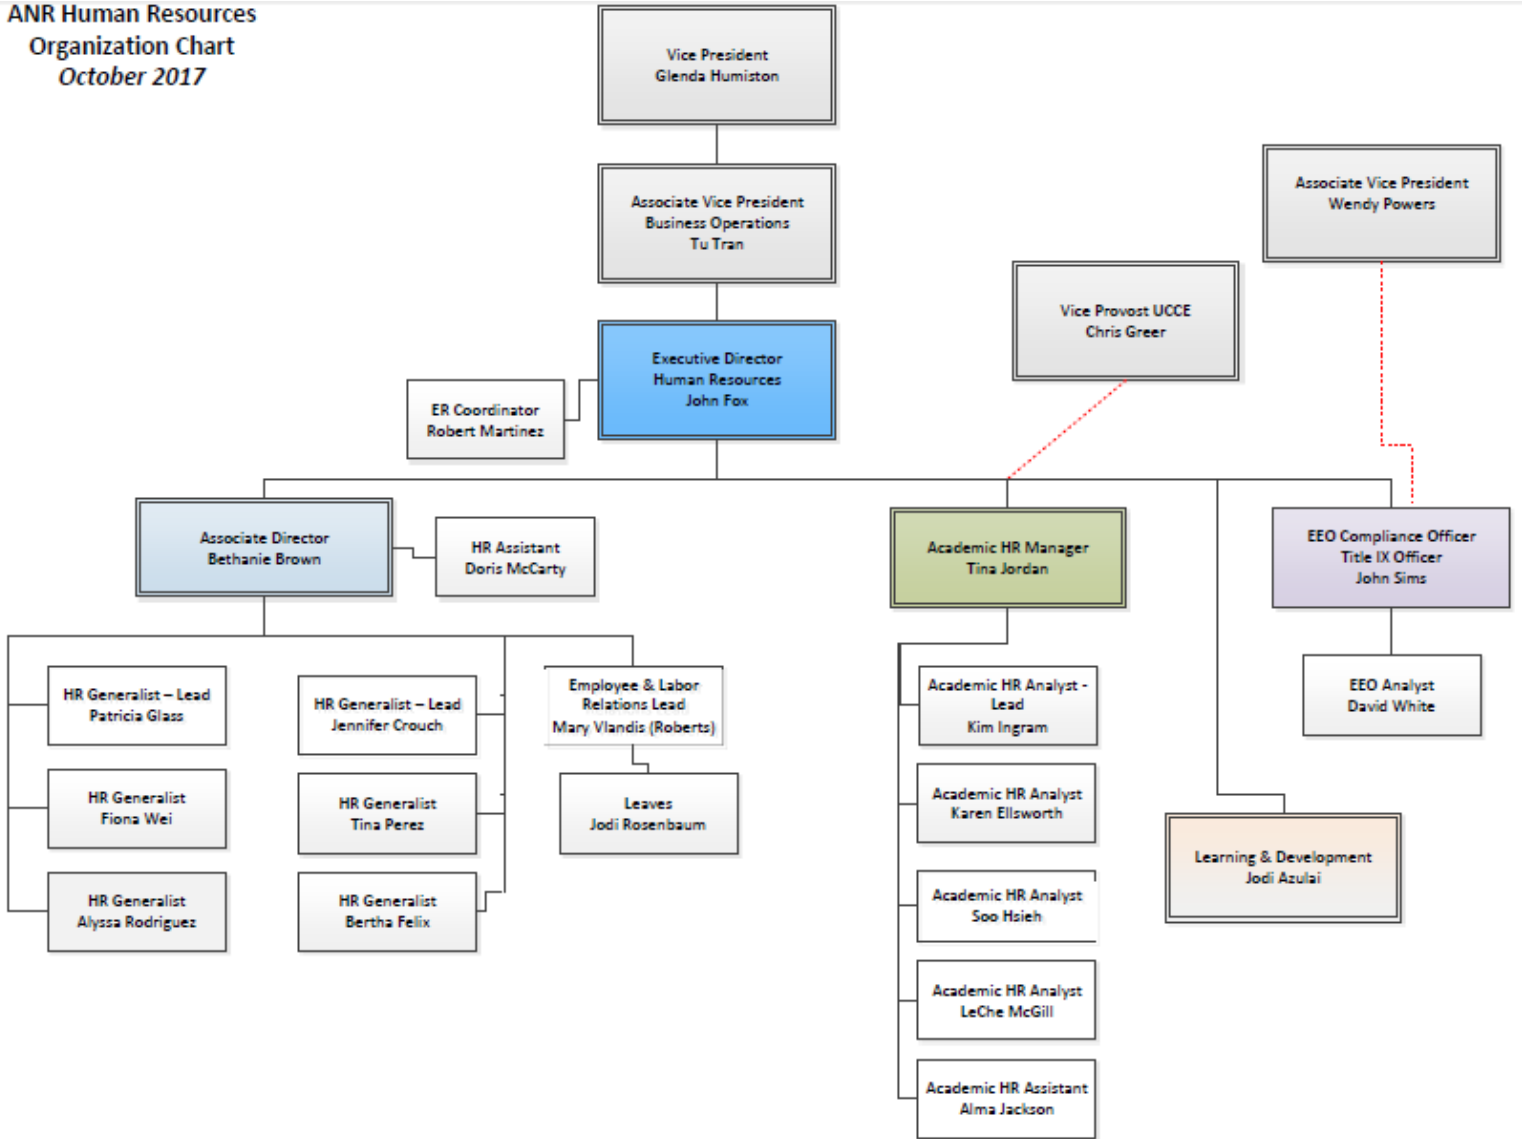 ANR Human Resources
Organization Chart
October 2017
Vice President
Glenda Humiston
Associate Vice President
Business Operations
Tu Tran
Associate Vice President
Wendy Powers
Vice Provost UCCE
Chris Greer
Executive Director
Human Resources
John Fox
ER Coordinator
Robert Martinez
Associate Director
Bethanie Brown
HR Assistant
Doris McCarty
Academic HR Manager
Tina Jordan
EEO Compliance Officer
Title IX Officer
John Sims
HR Generalist – Lead
Patricia Glass
HR Generalist
Fiona Wei
HR Generalist
Alyssa Rodriguez
HR Generalist – Lead
Jennifer Crouch
HR Generalist
Tina Perez
HR Generalist
Bertha Felix
Employee & Labor
Relations Lead
Mary Vlandis (Roberts)
Leaves
Jodi Rosenbaum
Academic HR Analyst -
Lead
Kim Ingram
Academic HR Analyst
Karen Ellsworth
Academic HR Analyst
Soo Hsieh
Academic HR Analyst
LeChe McGill
Academic HR Assistant
Alma Jackson
EEO Analyst
David White
Learning & Development
Jodi Azulai